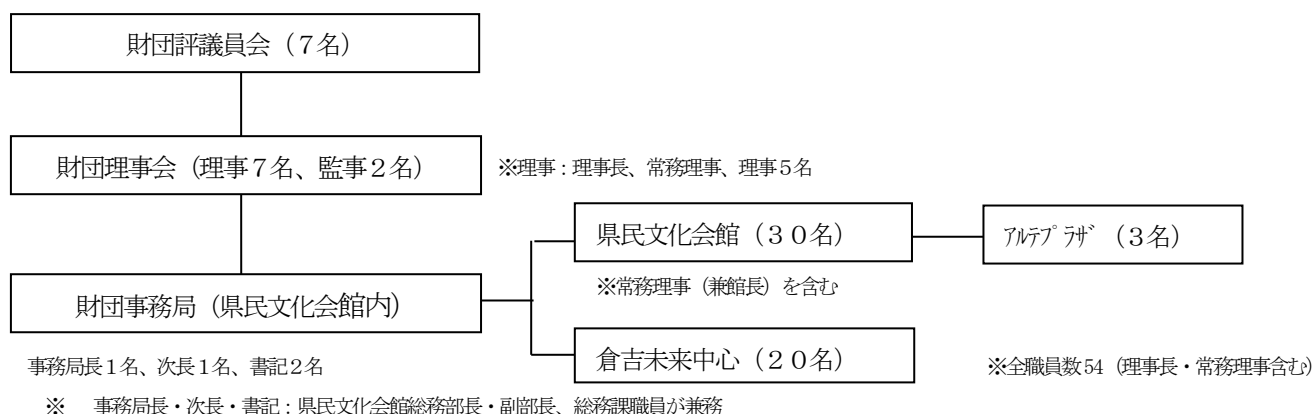 財団評議員会（７名）
財団理事会（理事７名、監事２名）
※理事：理事長、常務理事、理事５名
県民文化会館（３０名）
ｱﾙﾃﾌﾟﾗｻﾞ（３名）
※常務理事（兼館長）を含む
財団事務局（県民文化会館内）
倉吉未来中心（２０名）
事務局長１名、次長１名、書記２名
※全職員数54（理事長・常務理事含む）
※　事務局長・次長・書記：県民文化会館総務部長・副部長、総務課職員が兼務